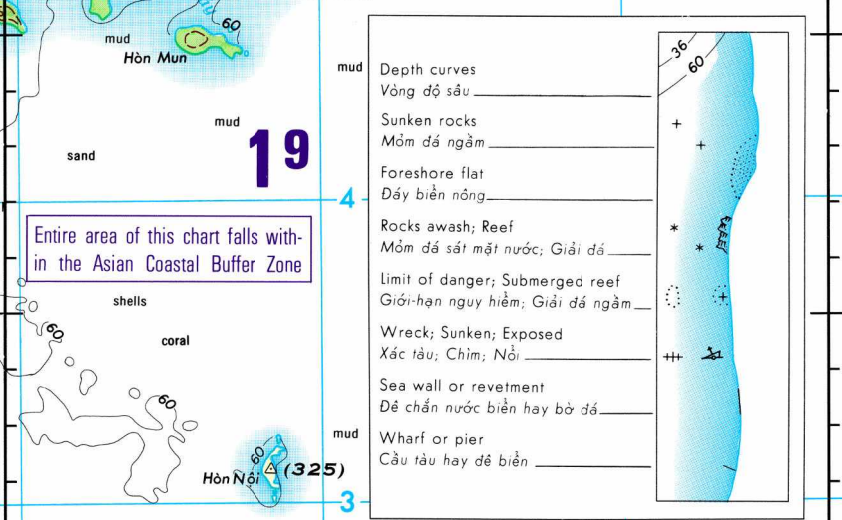 60
mud
Hòn Mun
mud
mud
19
sand
4
Entire area of this chart falls with-
in the Asian Coastal Buffer Zone
shells
60
coral
60
mud
60
(325)
Hòn Nội
3
Depth curves
Vòng độ sâu
Sunken rocks
Mỏm đá ngầm
Foreshore flat
Đáy biển nông
Rocks awash; Reef
Mỏm đá sát mặt nước; Giải đá
Limit of danger; Submerged reef
Giới-hạn nguy hiểm; Giải đá ngầm
Wreck; Sunken; Exposed
Xác tàu; Chìm; Nổi
Sea wall or revetment
Đê chắn nước biển hay bờ đá
Wharf or pier
Cầu tàu hay đê biển
36
60